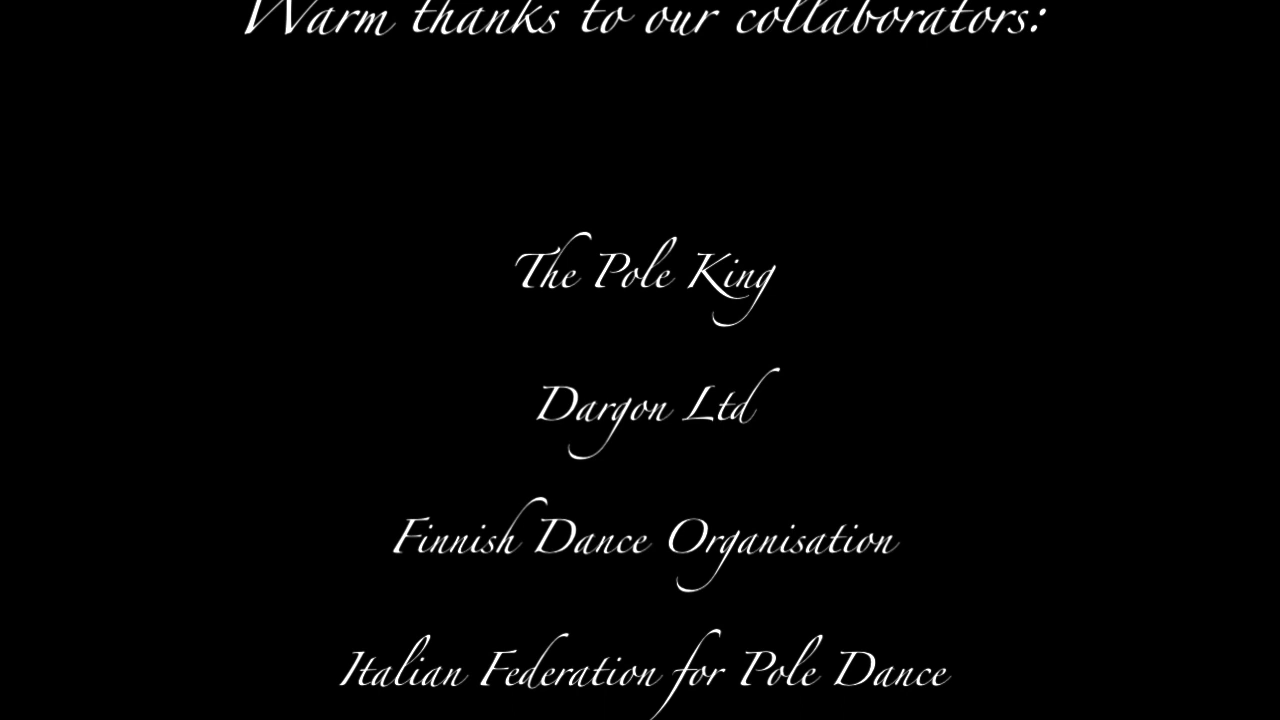 Warm thanks to our collaborators:
The Pole King
Dargon Ltd
Finnish Dance Organisation
Italian Federation for Pole Dance